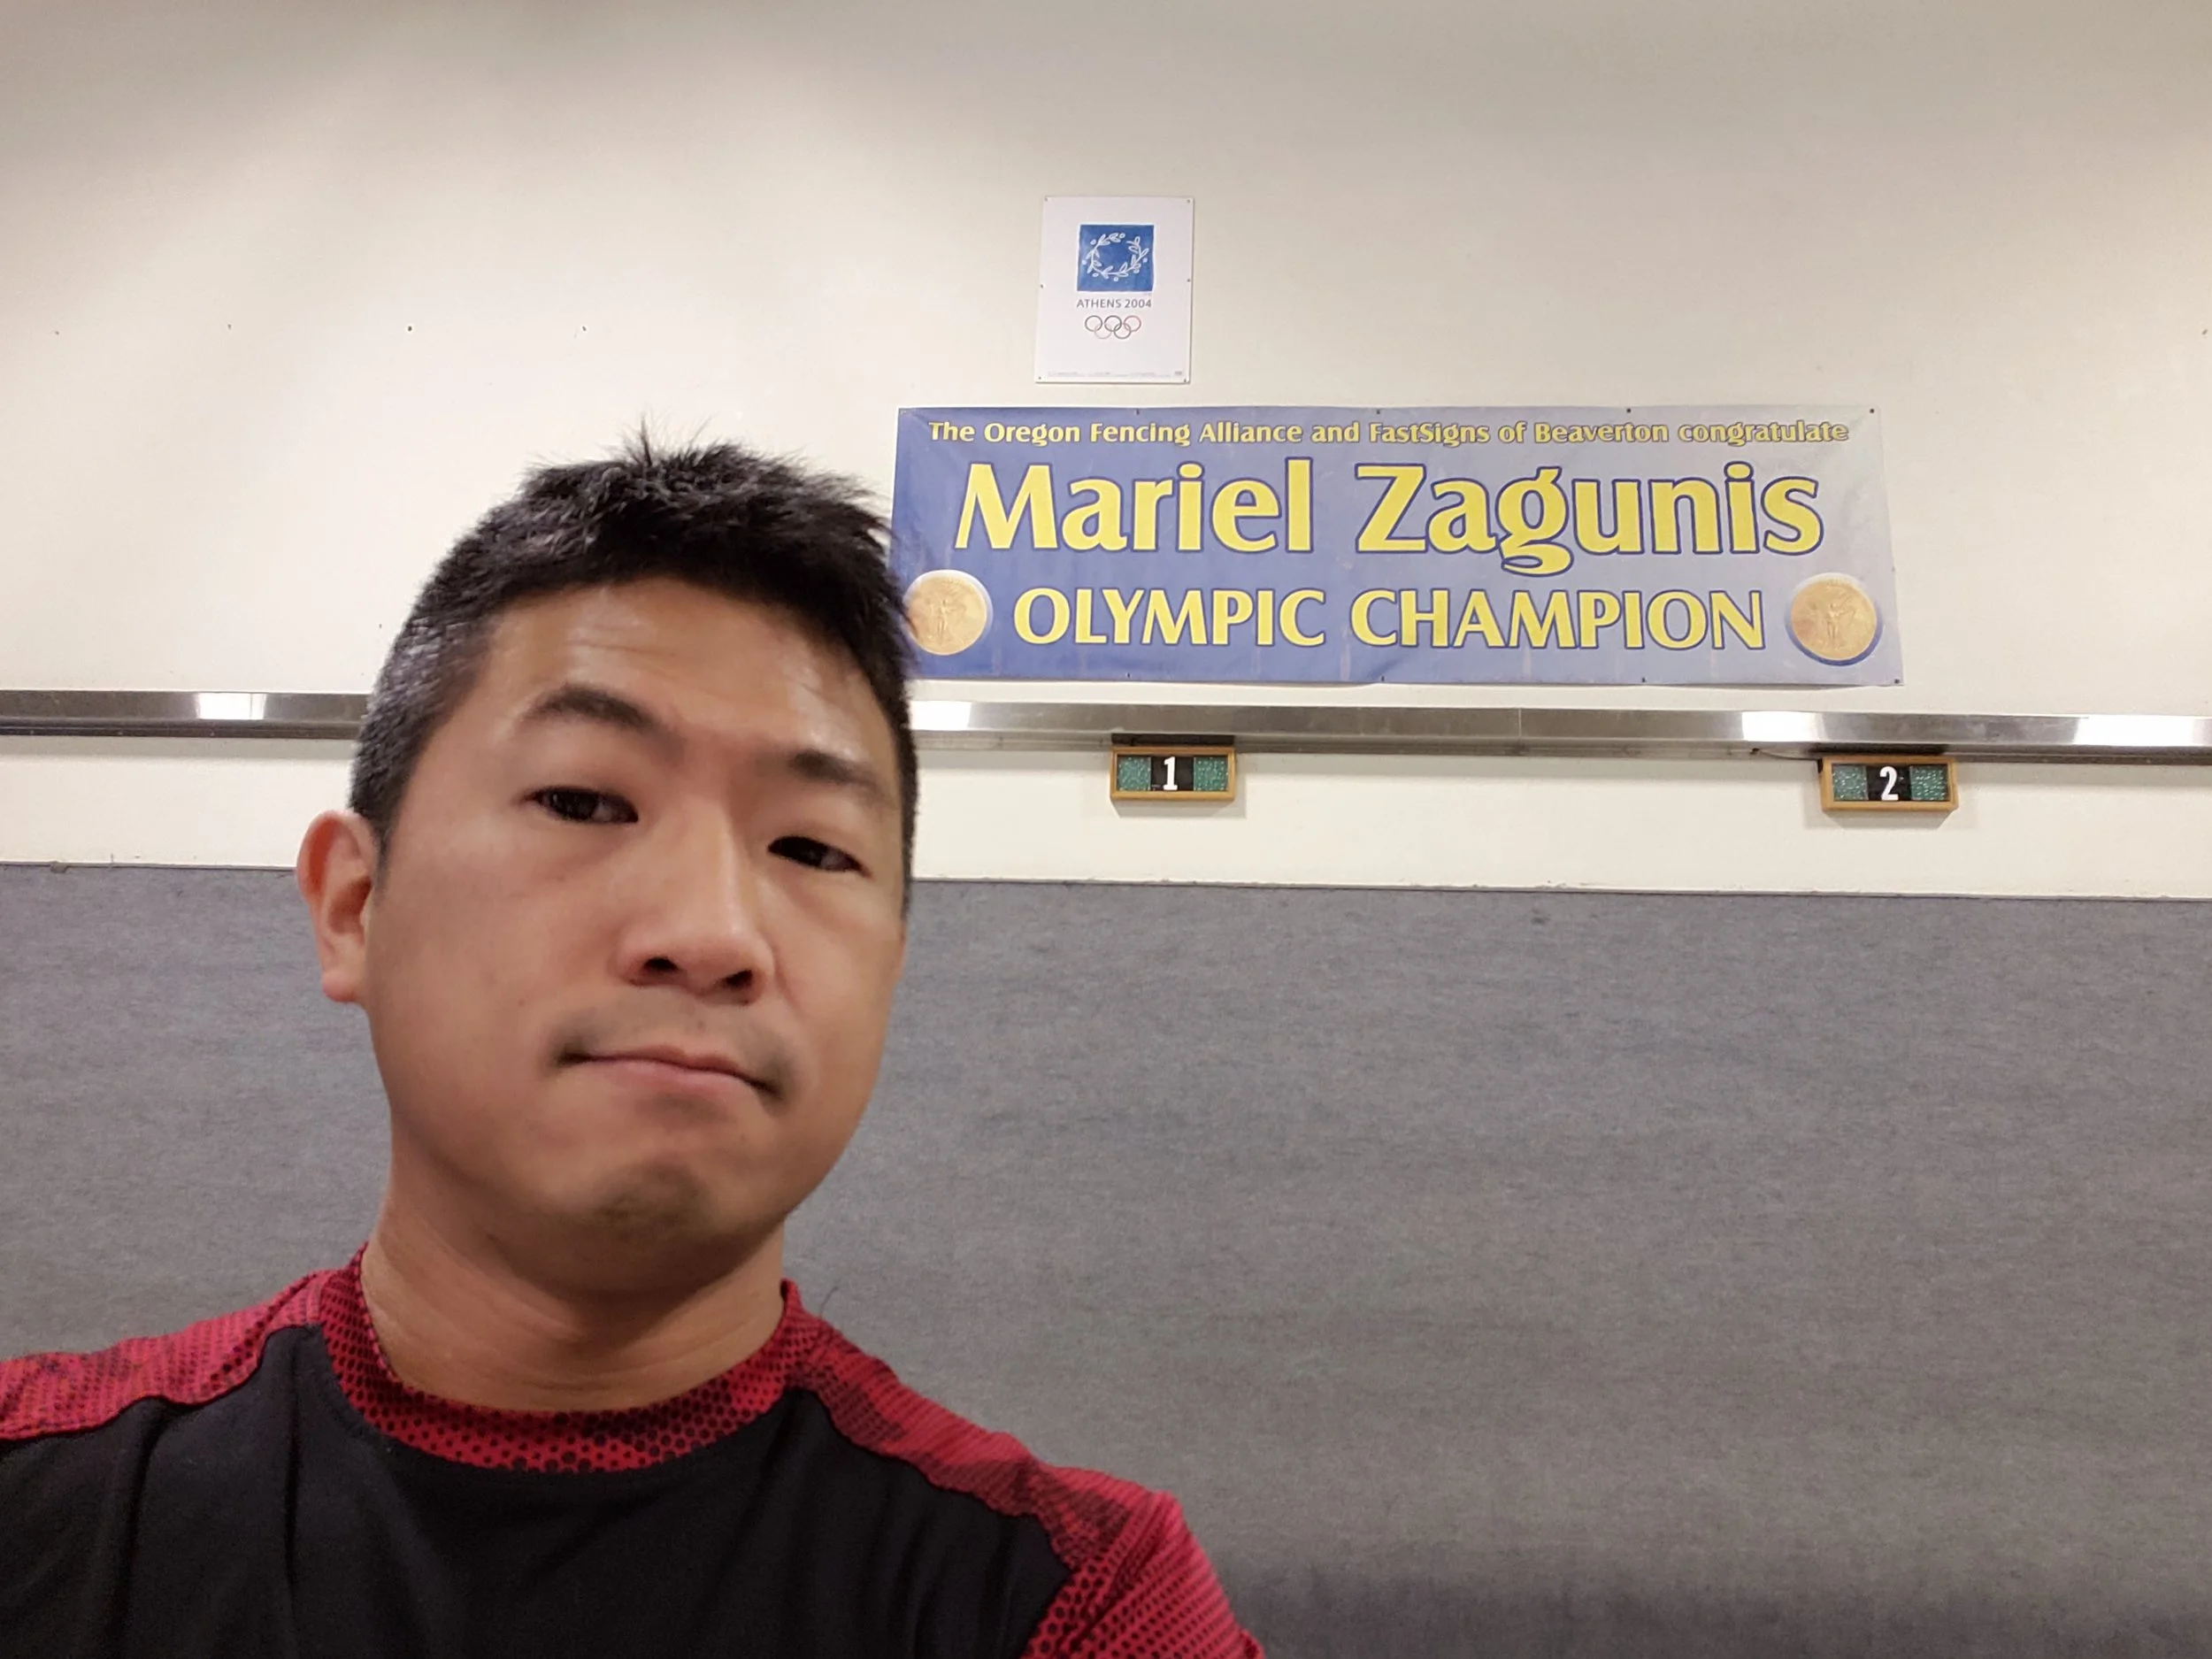 ATHENS 2004
The Oregon Fencing Alliance and FastSigns of Beaverton congratulate
Mariel Zagunis
OLYMPIC CHAMPION
1
2